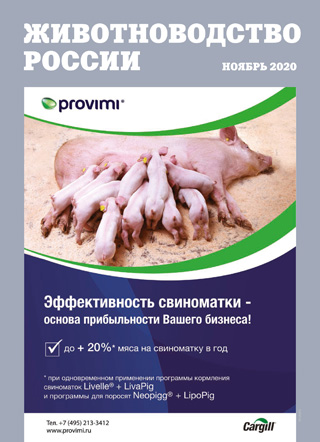 ЖИВОТНОВОДСТВО
РОССИИ
НОЯБРЬ 2020
provimi®
Эффективность свиноматки -
основа прибыльности Вашего бизнеса!
до + 20%* мяса на свиноматку в год
* при одновременном применении программы кормления
свиноматок Livelle® + LivaPig
и программы для поросят Neopigg® + LipoPig
Тел. +7 (495) 213-3412
www.provimi.ru
Cargill®